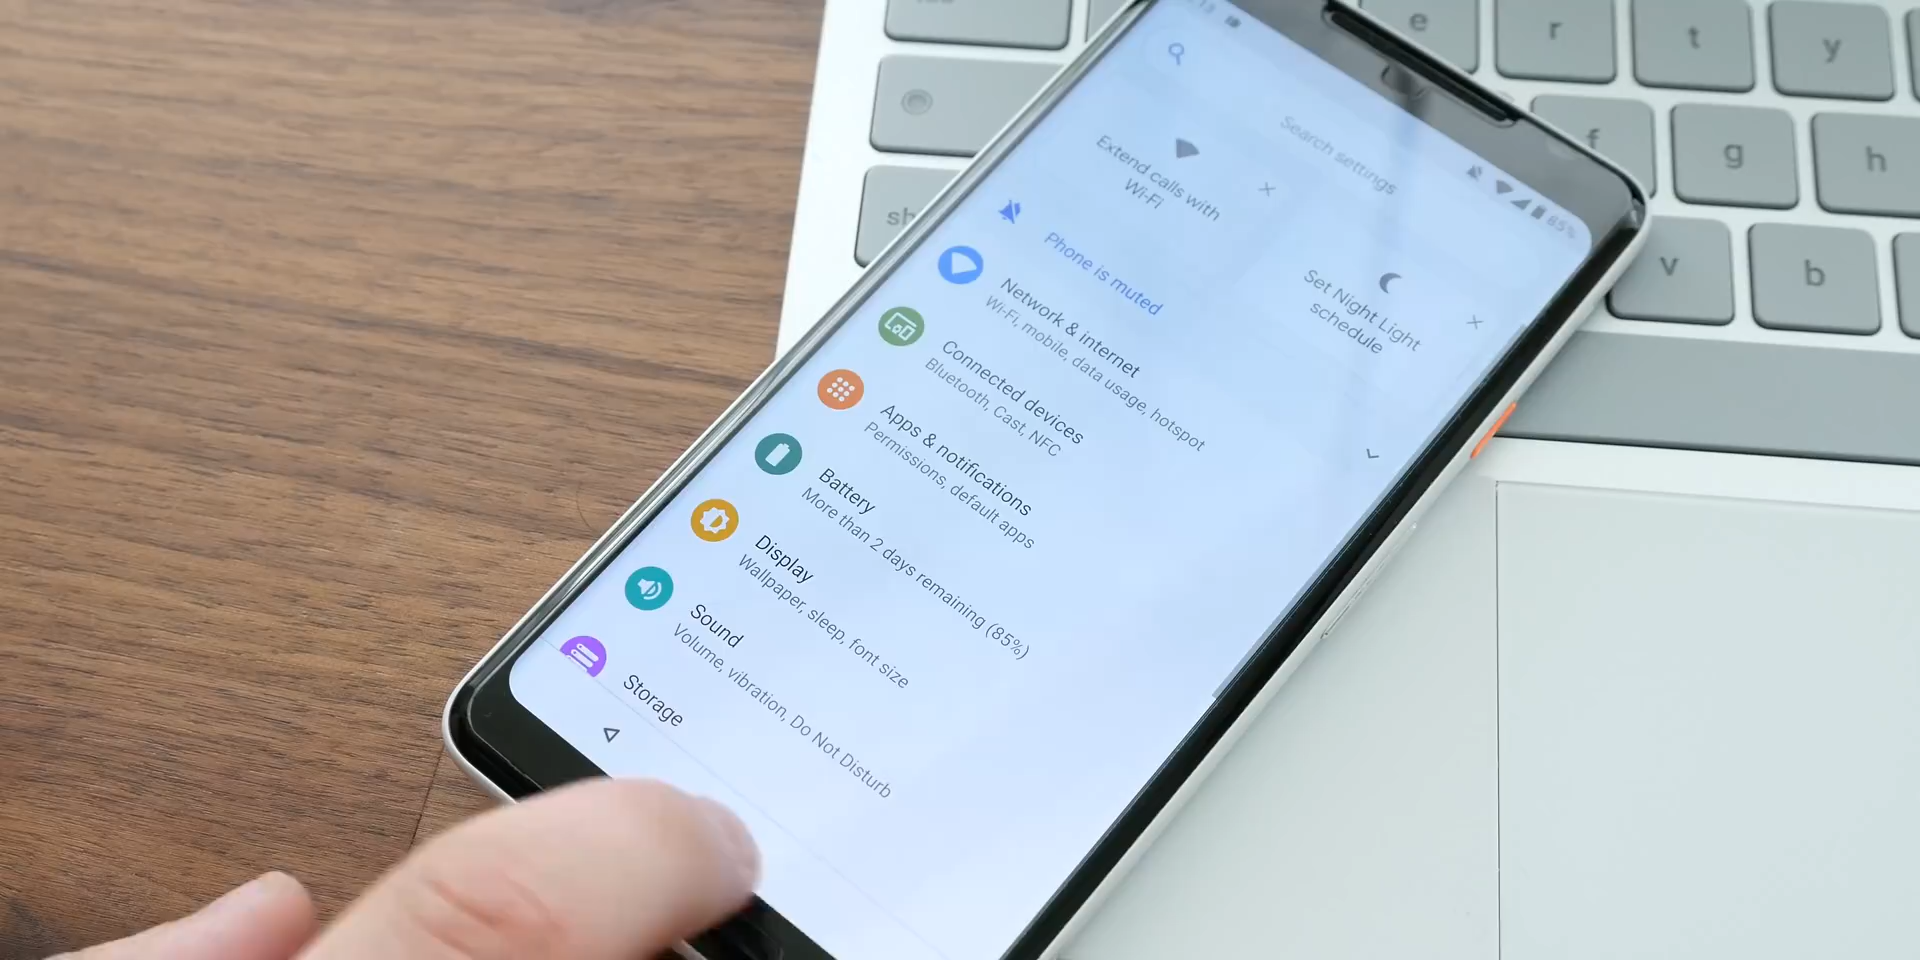 Search settings
85%
Extend calls with
Wi-Fi
Set Night Light
schedule
Phone is muted
Network & internet
Wi-Fi, mobile, data usage, hotspot
Connected devices
Bluetooth, Cast, NFC
Apps & notifications
Permissions, default apps
Battery
More than 2 days remaining (85%)
Display
Wallpaper, sleep, font size
Sound
Volume, vibration, Do Not Disturb
Storage
e r t y
f g h
sh
v b